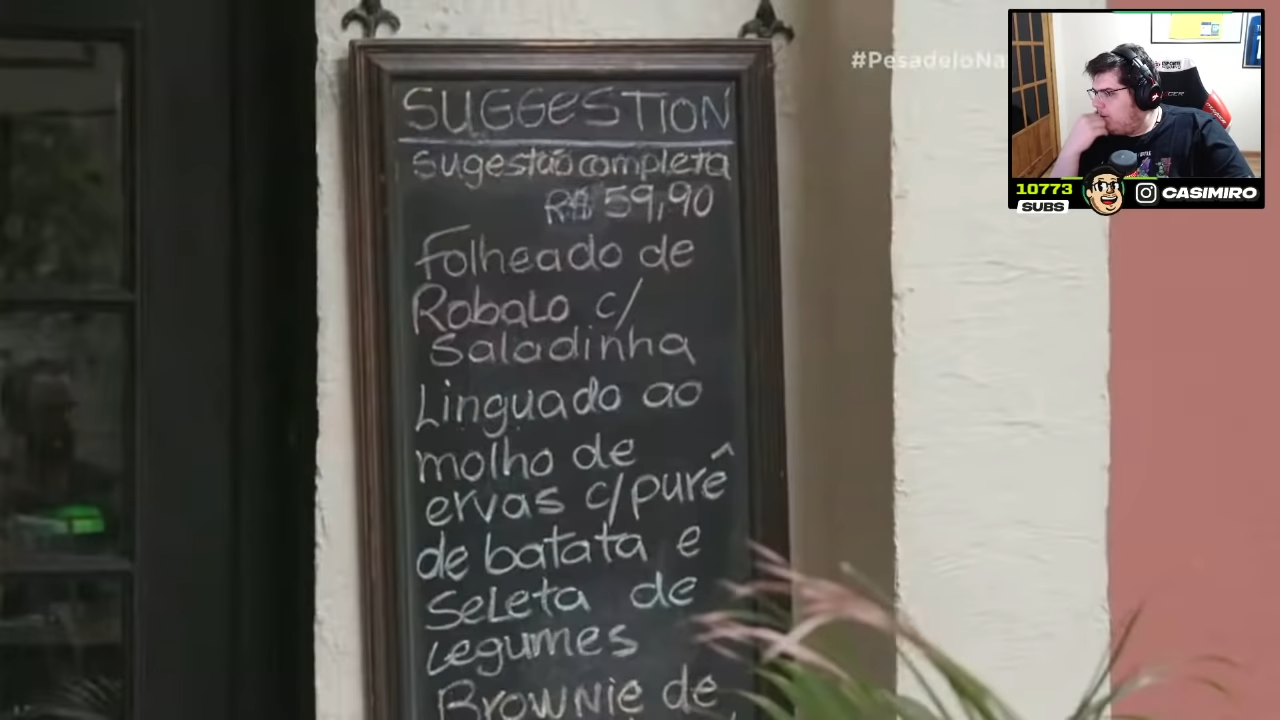 SUGGESTION
Sugestão completa
R$ 59,90
Folheado de
Robalo c/
Saladinha
Linguado ao
molho de
ervas c/purê
de batata e
Seleta de
Legumes
Brownie de
#PesadeloNa
10773
SUBS
CASIMIRO